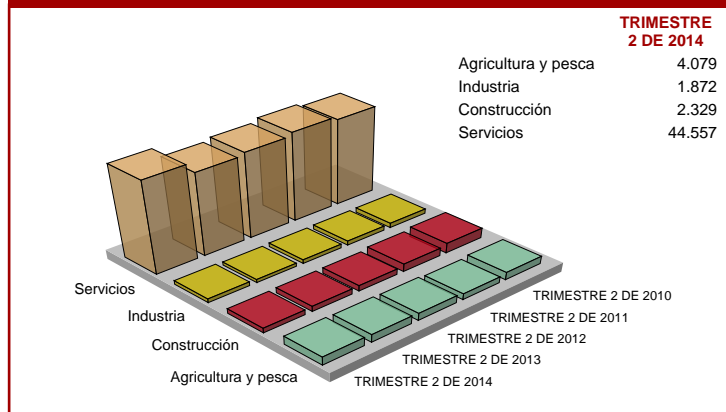 TRIMESTRE
2 DE 2014
Agricultura y pesca 4.079
Industria 1.872
Construcción 2.329
Servicios 44.557
Servicios
Industria
Construcción
Agricultura y pesca
TRIMESTRE 2 DE 2010
TRIMESTRE 2 DE 2011
TRIMESTRE 2 DE 2012
TRIMESTRE 2 DE 2013
TRIMESTRE 2 DE 2014